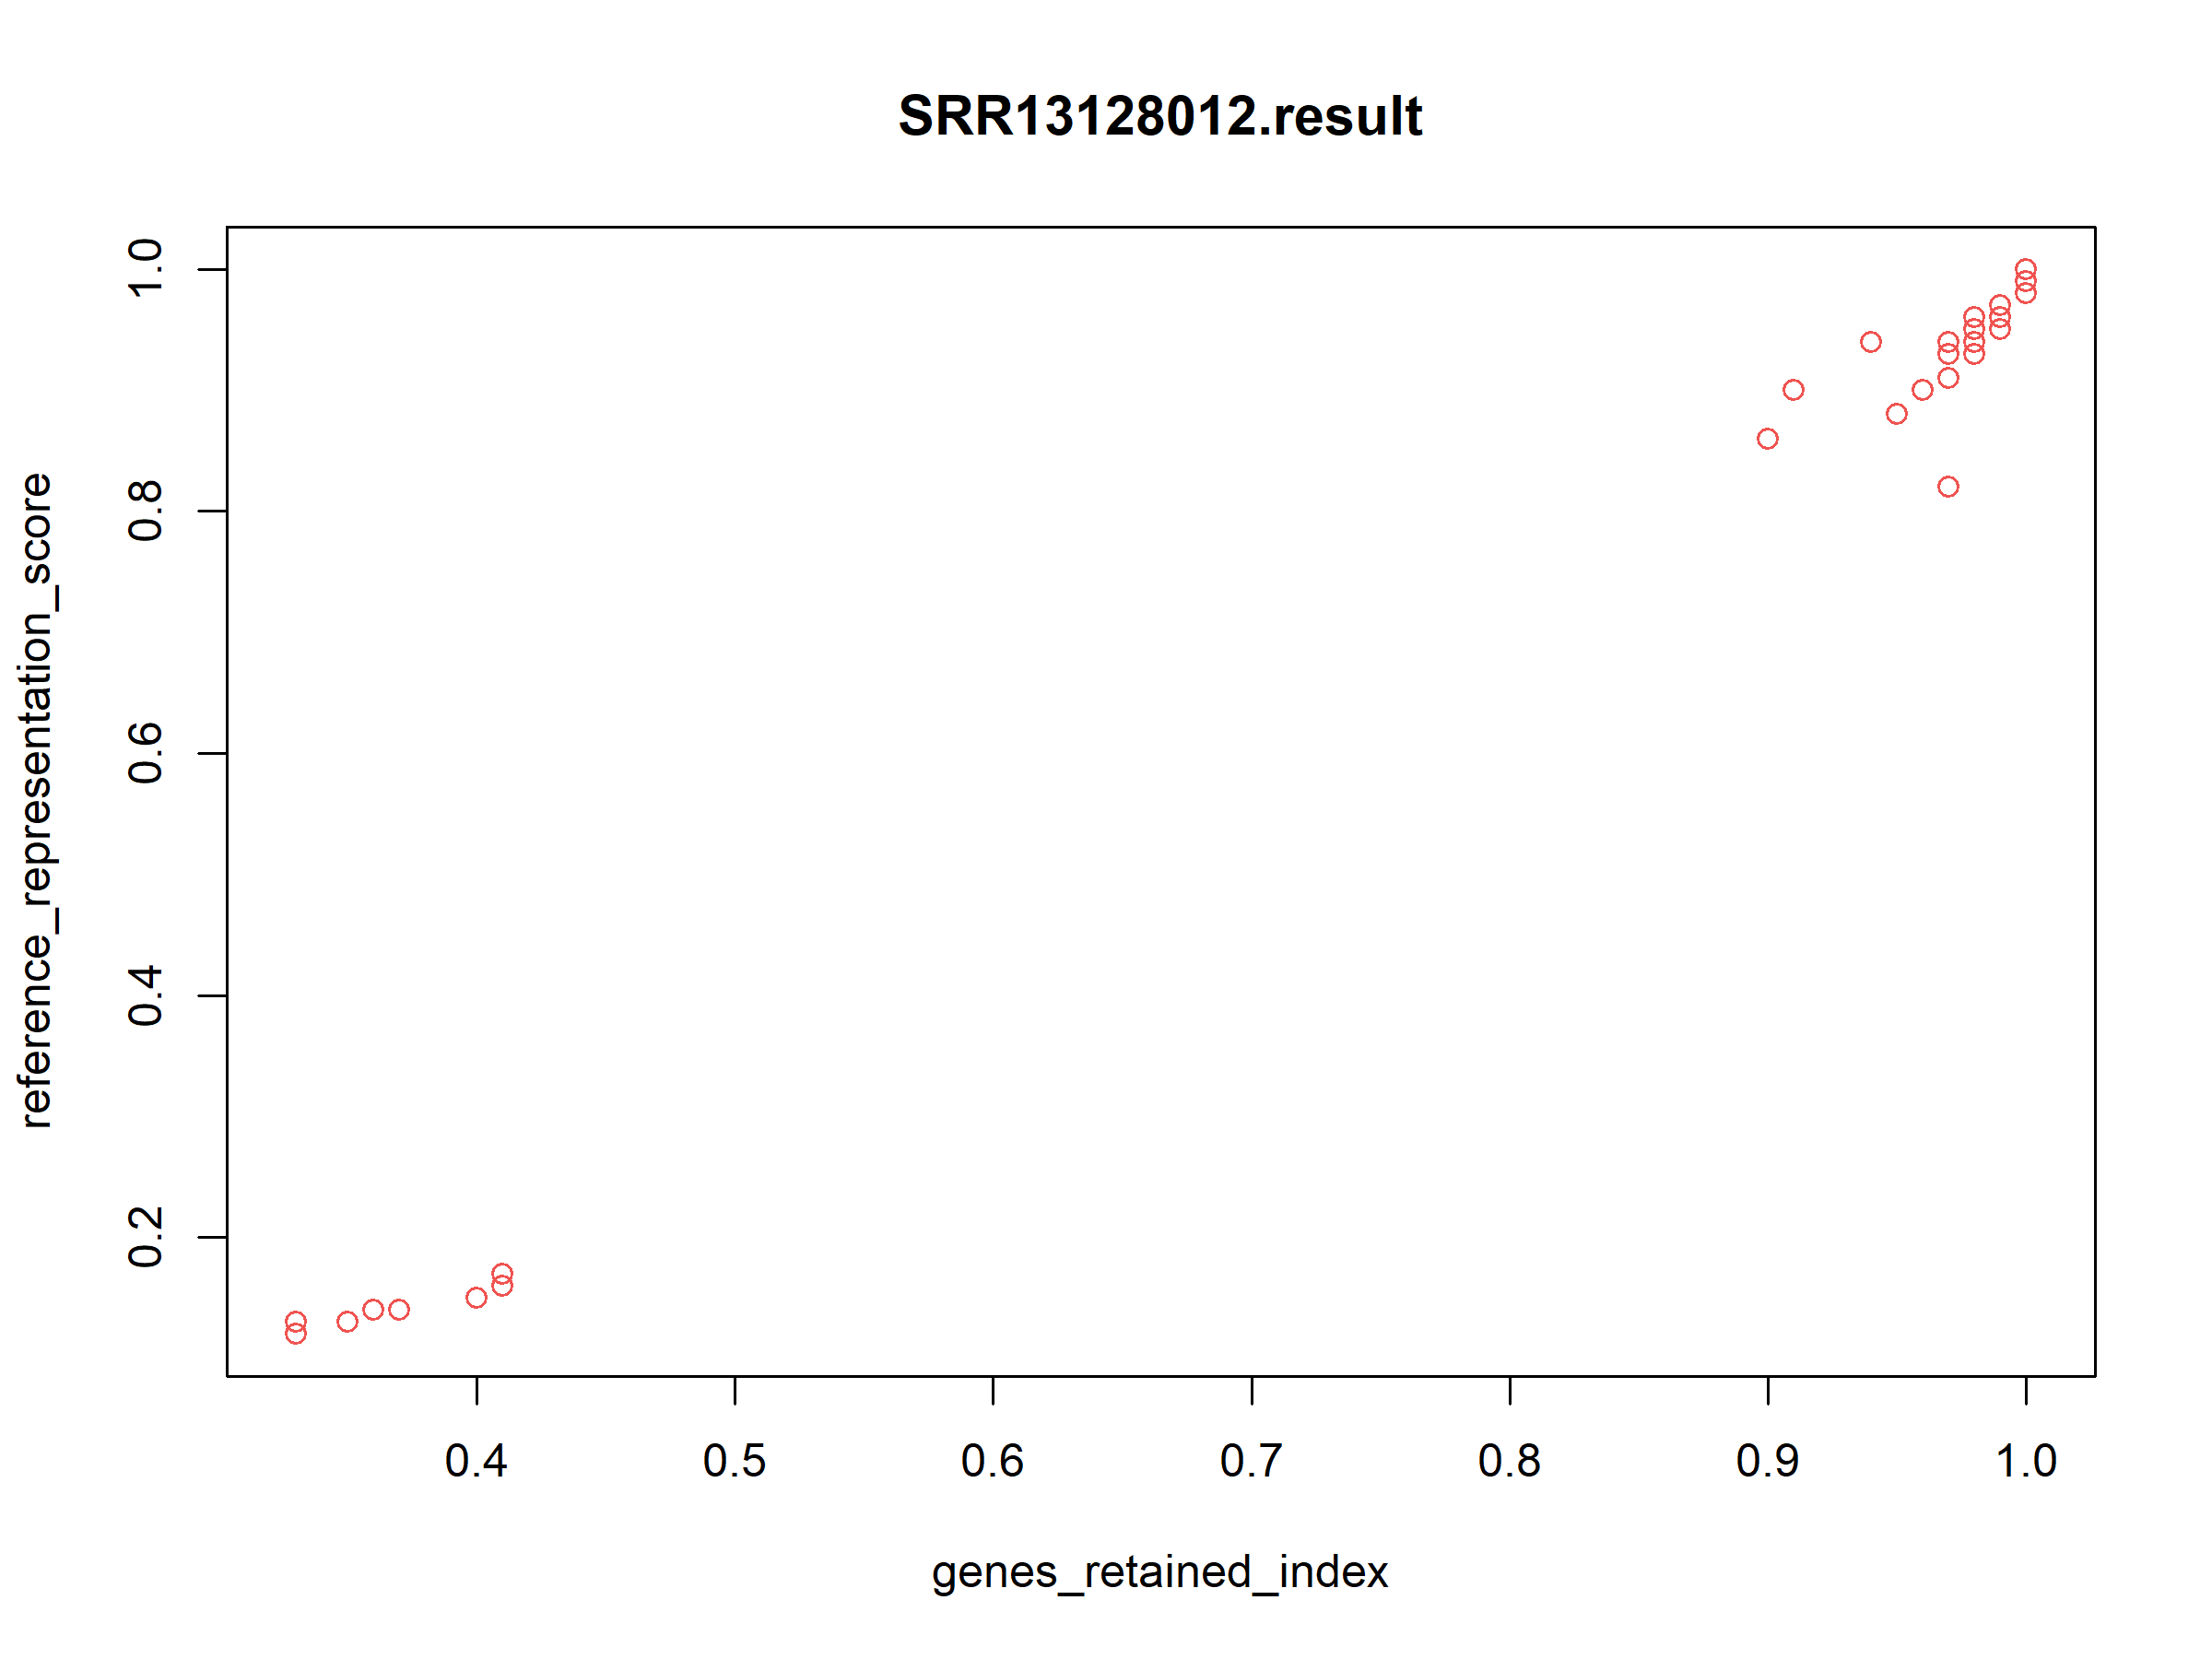 SRR13128012.result
reference_representation_score
1.0
0.8
0.6
0.4
0.2
0.4 0.5 0.6 0.7 0.8 0.9 1.0
genes_retained_index